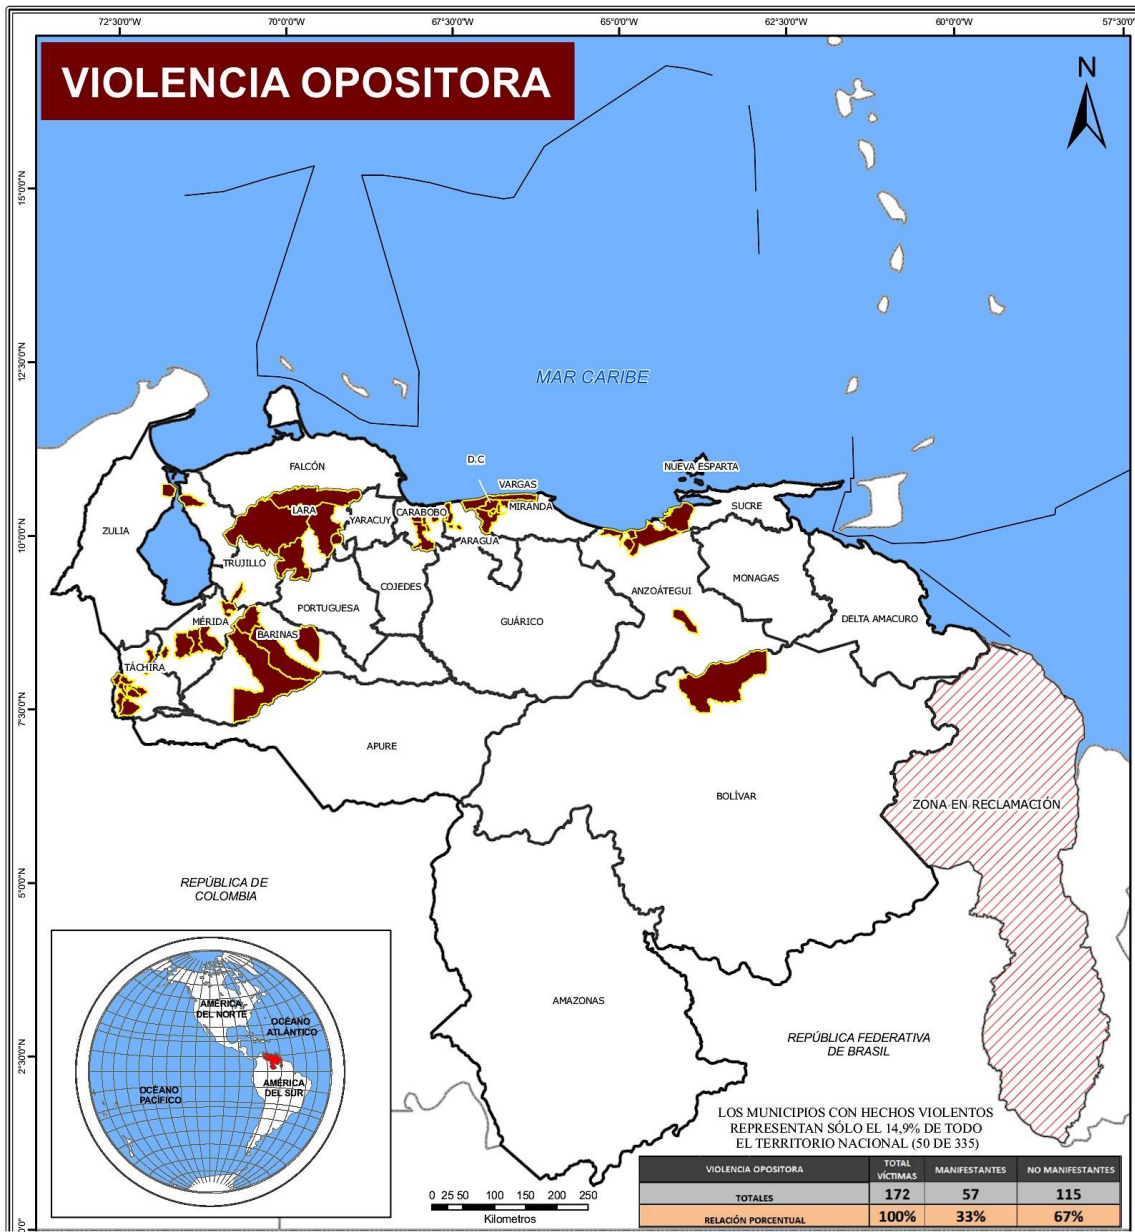 72°30'0"W 70°0'0"W 67°30'0"W 65°0'0"W 62°30'0"W 60°0'0"W 57°30'0"W
VIOLENCIA OPOSITORA
N
15°0'0"N
12°30'0"N
MAR CARIBE
D.C
NUEVA ESPARTA
FALCÓN
VARGAS
LARA
CARABOBO
MIRANDA
SUCRE
YARACUY
ZULIA
10°0'0"N
ARAGUA
TRUJILLO
COJEDES
MONAGAS
ANZOÁTEGUI
PORTUGUESA
MÉRIDA
GUÁRICO
DELTA AMACURO
BARINAS
TÁCHIRA
7°30'0"N
APURE
BOLÍVAR
ZONA EN RECLAMACIÓN
5°0'0"N
REPÚBLICA DE
COLOMBIA
AMAZONAS
AMÉRICA
DEL NORTE
OCÉANO
ATLÁNTICO
REPÚBLICA FEDERATIVA
DE BRASIL
2°30'0"N
AMÉRICA
DEL SUR
OCÉANO
PACÍFICO
LOS MUNICIPIOS CON HECHOS VIOLENTOS
REPRESENTAN SÓLO EL 14,9% DE TODO
EL TERRITORIO NACIONAL (50 DE 335)
VIOLENCIA OPOSITORA TOTAL VÍCTIMAS MANIFESTANTES NO MANIFESTANTES
TOTALES 172 57 115
RELACIÓN PORCENTUAL 100% 33% 67%
0 25 50 100 150 200 250
Kilometros